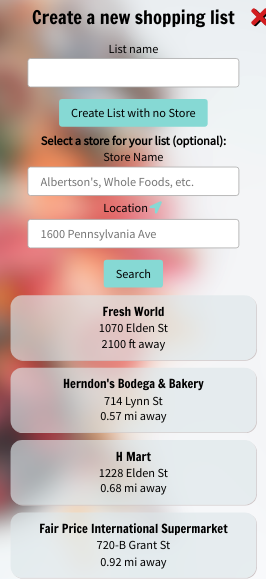 Create a new shopping list
List name
Create List with no Store
Select a store for your list (optional):
Store Name
Albertson's, Whole Foods, etc.
Location
1600 Pennsylvania Ave
Search
Fresh World
1070 Elden St
2100 ft away
Herndon's Bodega & Bakery
714 Lynn St
0.57 mi away
H Mart
1228 Elden St
0.68 mi away
Fair Price International Supermarket
720-B Grant St
0.92 mi away